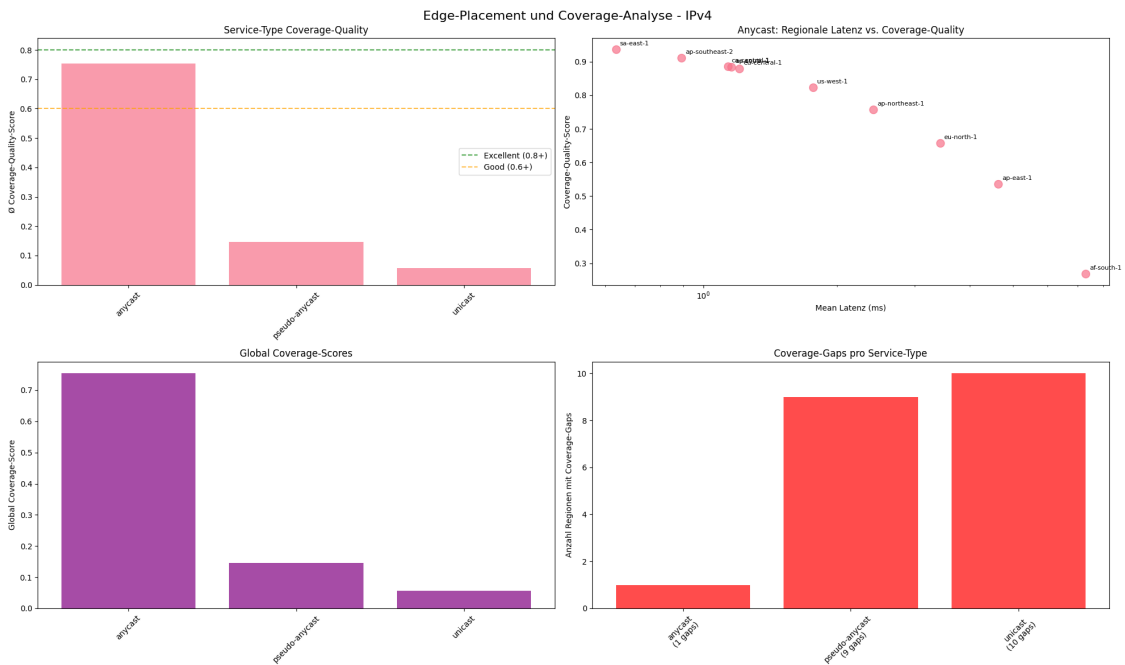 Edge-Placement und Coverage-Analyse - IPv4
Service-Type Coverage-Quality
Ø Coverage-Quality-Score
0.8
0.7
0.6
0.5
0.4
0.3
0.2
0.1
0.0
Excellent (0.8+)
Good (0.6+)
anycast
pseudo-anycast
unicast
Anycast: Regionale Latenz vs. Coverage-Quality
Coverage-Quality-Score
0.9
0.8
0.7
0.6
0.5
0.4
0.3
sa-east-1
ap-southeast-2
eu-central-1
us-west-1
ap-northeast-1
eu-north-1
ap-east-1
af-south-1
10⁰
Mean Latenz (ms)
Global Coverage-Scores
Global Coverage-Score
0.7
0.6
0.5
0.4
0.3
0.2
0.1
0.0
anycast
pseudo-anycast
unicast
Coverage-Gaps pro Service-Type
Anzahl Regionen mit Coverage-Gaps
10
8
6
4
2
0
anycast
(1 gaps)
pseudo-anycast
(9 gaps)
unicast
(10 gaps)